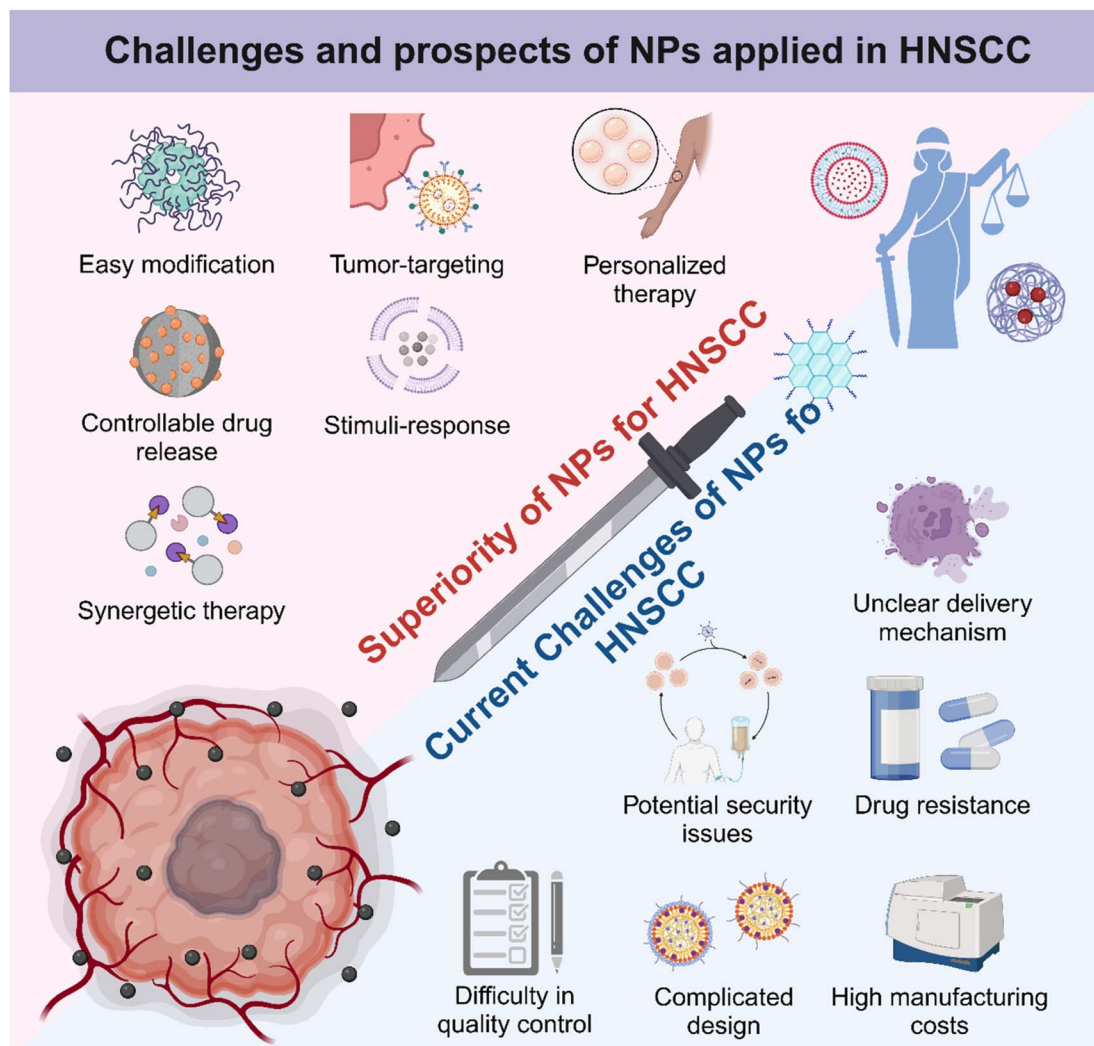 Challenges and prospects of NPs applied in HNSCC
Easy modification
Tumor-targeting
Personalized
therapy
Controllable drug
release
Stimuli-response
Synergetic therapy
Superiority of NPs for HNSCC
Current Challenges of NPs fo
HNSCC
Unclear delivery
mechanism
Potential security
issues
Drug resistance
Difficulty in
quality control
Complicated
design
High manufacturing
costs